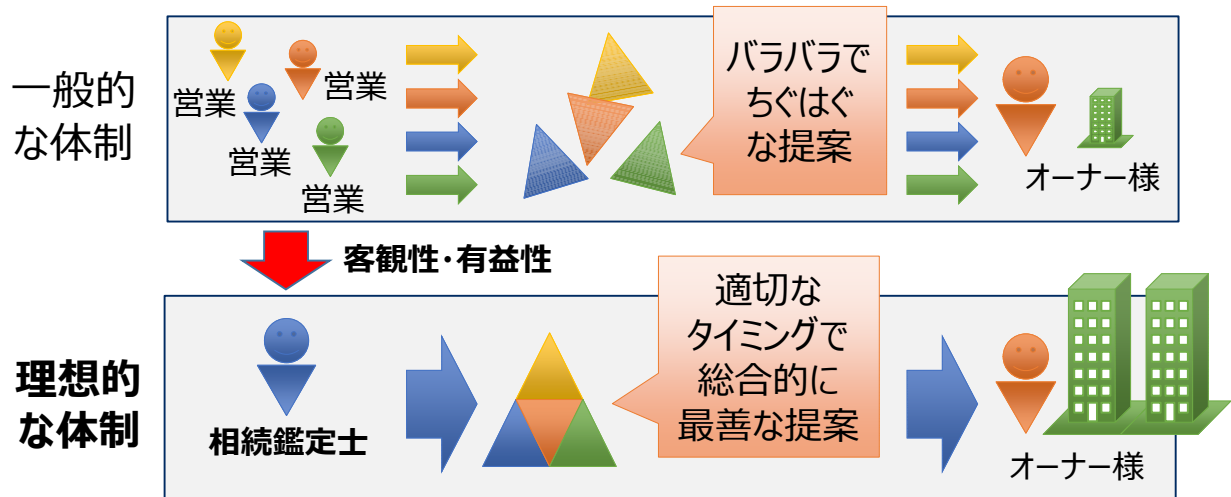 一般的
な体制
営業
営業
営業
営業
バラバラで
ちぐはぐ
な提案
オーナー様
客観性・有益性
理想的
な体制
相続鑑定士
適切な
タイミングで
総合的に
最善な提案
オーナー様